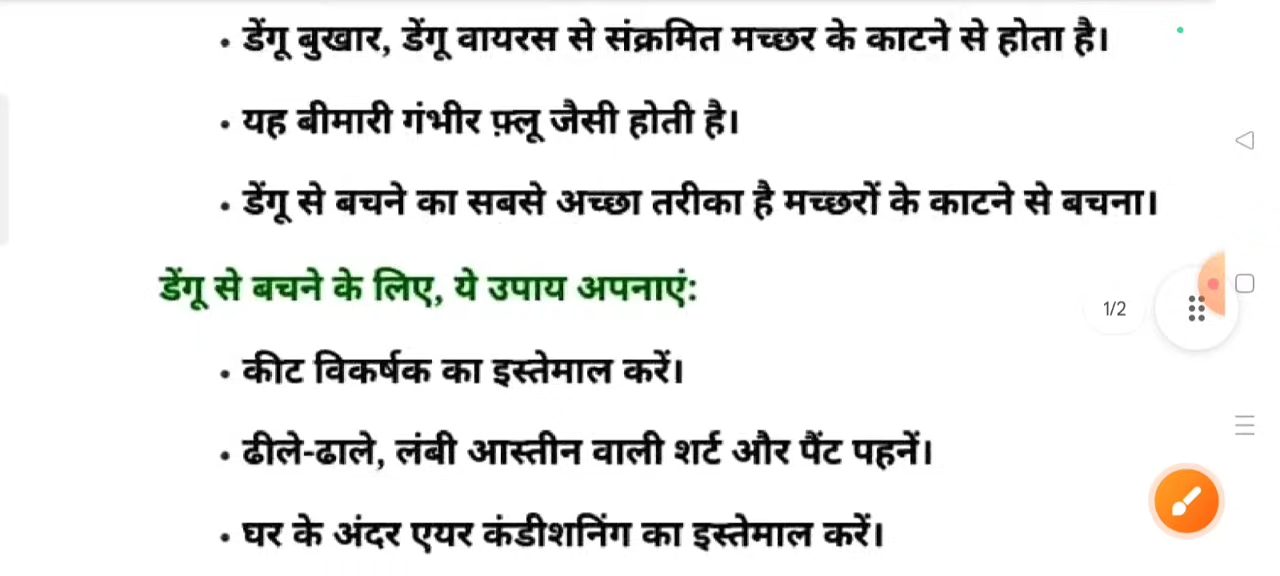 • डेंगू बुखार, डेंगू वायरस से संक्रमित मच्छर के काटने से होता है।
• यह बीमारी गंभीर फ़्लू जैसी होती है।
• डेंगू से बचने का सबसे अच्छा तरीका है मच्छरों के काटने से बचना।
डेंगू से बचने के लिए, ये उपाय अपनाएं:
1/2
• कीट विकर्षक का इस्तेमाल करें।
• ढीले-ढाले, लंबी आस्तीन वाली शर्ट और पैंट पहनें।
• घर के अंदर एयर कंडीशनिंग का इस्तेमाल करें।